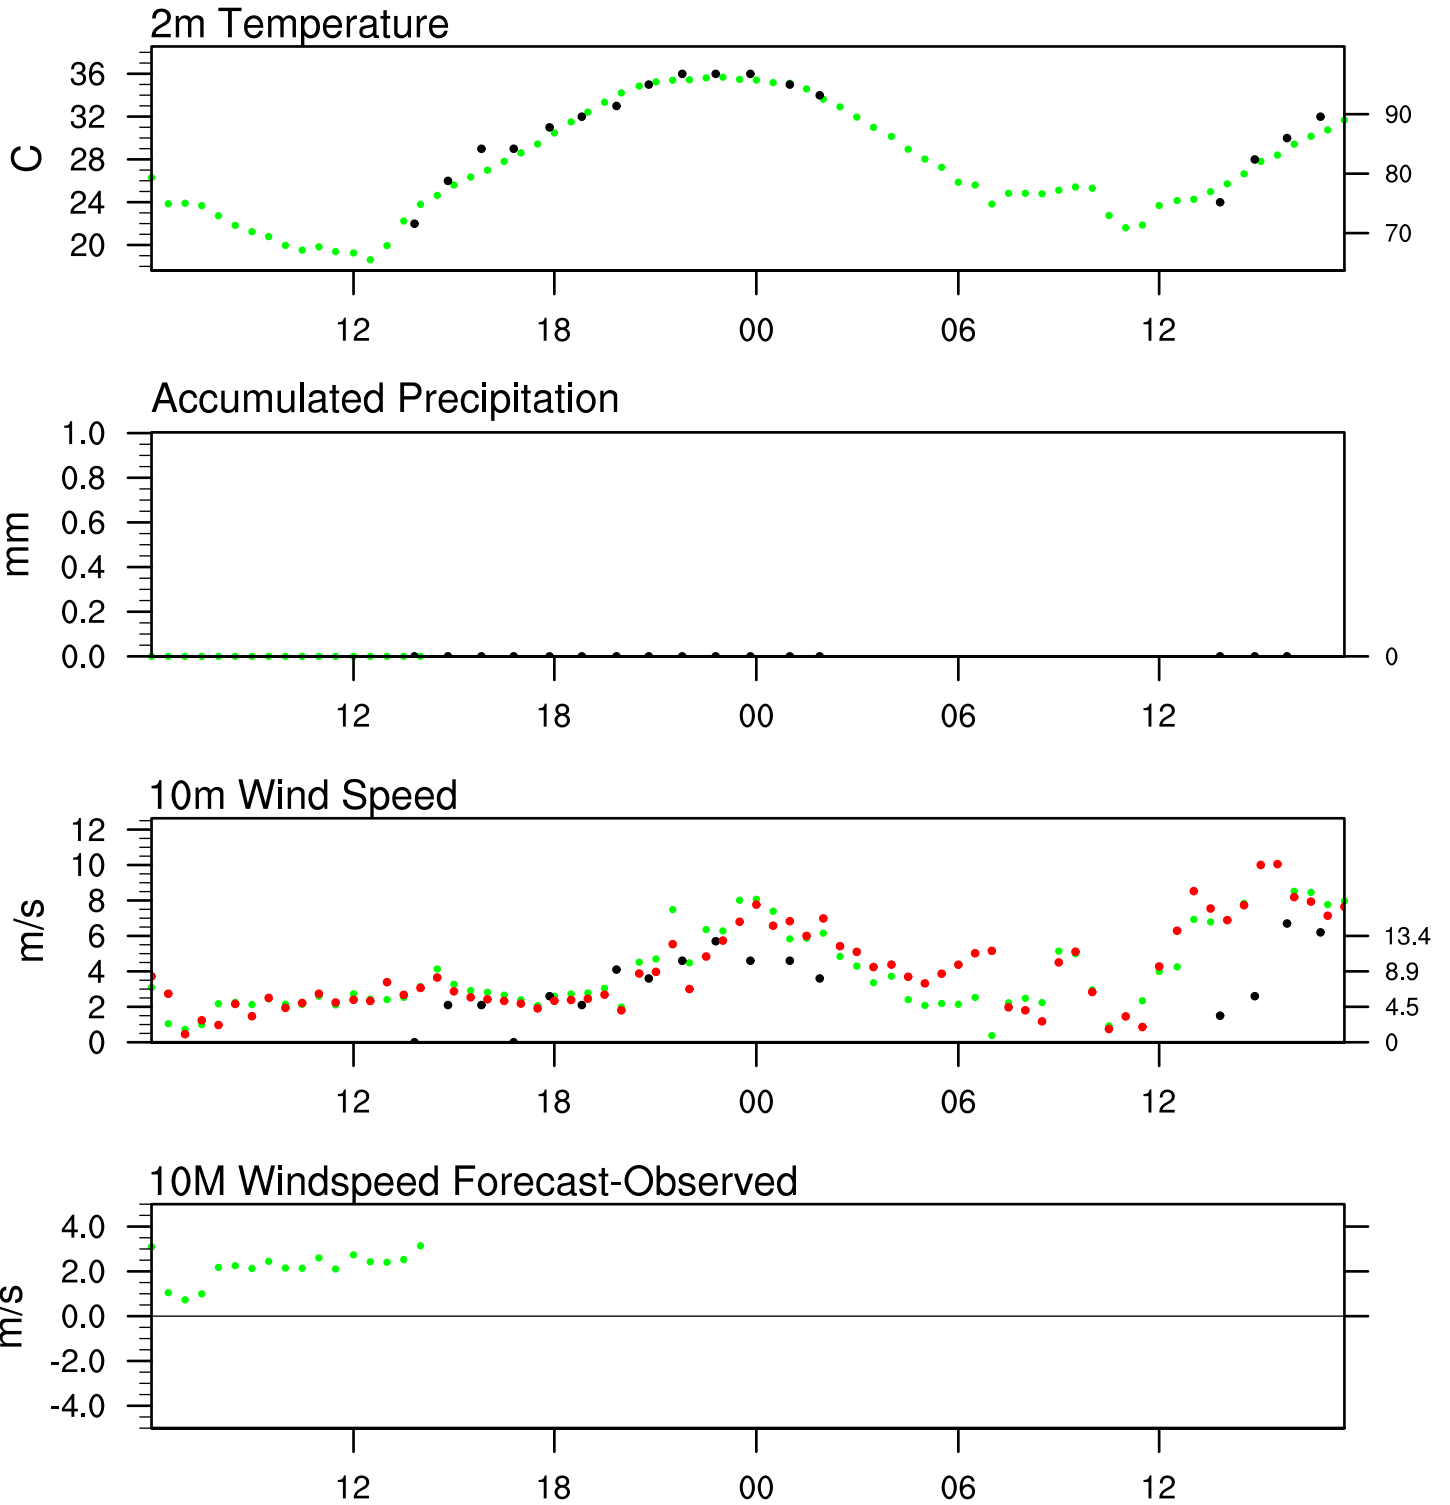 2m Temperature
C
36
32
28
24
20
90
80
70
12 18 00 06 12
Accumulated Precipitation
mm
1.0
0.8
0.6
0.4
0.2
0.0
0
12 18 00 06 12
10m Wind Speed
m/s
12
10
8
6
4
2
0
13.4
8.9
4.5
0
12 18 00 06 12
10M Windspeed Forecast-Observed
m/s
4.0
2.0
0.0
-2.0
-4.0
12 18 00 06 12